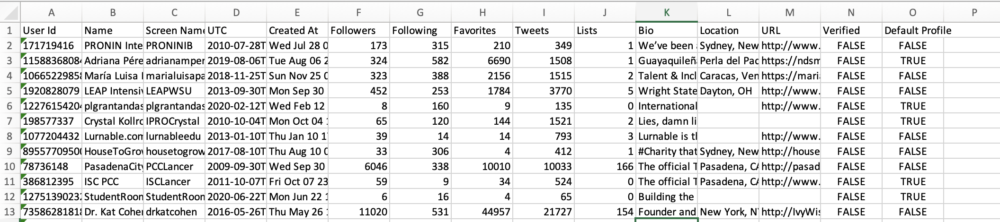 A B C D E F G H I J K L M N O P
1 User Id Name Screen Name UTC Created At Followers Following Favorites Tweets Lists Bio Location URL Verified Default Profile
2 171719416 PRONIN Inte PRONINIB 2010-07-28T Wed Jul 28 0 173 315 210 349 1 We’ve been Sydney, New http://www. FALSE FALSE
3 11588368084 Adriana Pére adrianamper 2019-08-06T Tue Aug 06 2 324 582 6690 1508 1 Guayaquileñ Perla del Pac https://ndsm FALSE TRUE
4 10665229858 María Luisa marialuisapa 2018-11-25T Sun Nov 25 0 323 388 2156 1515 2 Talent & Incl Caracas, Ven https://mari FALSE FALSE
5 1920828079 LEAP Intensiv LEAPWSU 2013-09-30T Mon Sep 30 452 253 1784 3770 5 Wright State Dayton, OH http://www. FALSE FALSE
6 12276154204 plgrantandas plgrantandas 2020-02-12T Wed Feb 12 8 160 9 135 0 International http://www. FALSE TRUE
7 198577337 Crystal Kollro IPROCrystal 2010-10-04T Mon Oct 04 1 65 120 144 1521 2 Lies, damn li FALSE TRUE
8 1077204432 Lurnable.com lurnableedu 2013-01-10T Thu Jan 10 1 39 14 14 793 3 Lurnable is t http://www. FALSE FALSE
9 89557709500 HouseToGrov housetogrow 2017-08-10T Thu Aug 10 0 33 306 4 412 1 #Charity that Sydney, New http://house FALSE FALSE
10 78736148 PasadenaCity PCCLancer 2009-09-30T Wed Sep 30 6046 338 10010 10033 166 The official T Pasadena, CA http://pasad FALSE FALSE
11 386812395 ISC PCC ISCLancer 2011-10-07T Fri Oct 07 23 59 9 34 524 0 The official T Pasadena, CA http://www. FALSE TRUE
12 12751390232 StudentRoon StudentRoon 2020-06-22T Mon Jun 22 1 6 16 4 65 0 Building the FALSE TRUE
13 73586281818 Dr. Kat Cohen drkatcohen 2016-05-26T Thu May 26 11020 531 44957 21727 154 Founder and New York, N http://IvyWis FALSE FALSE